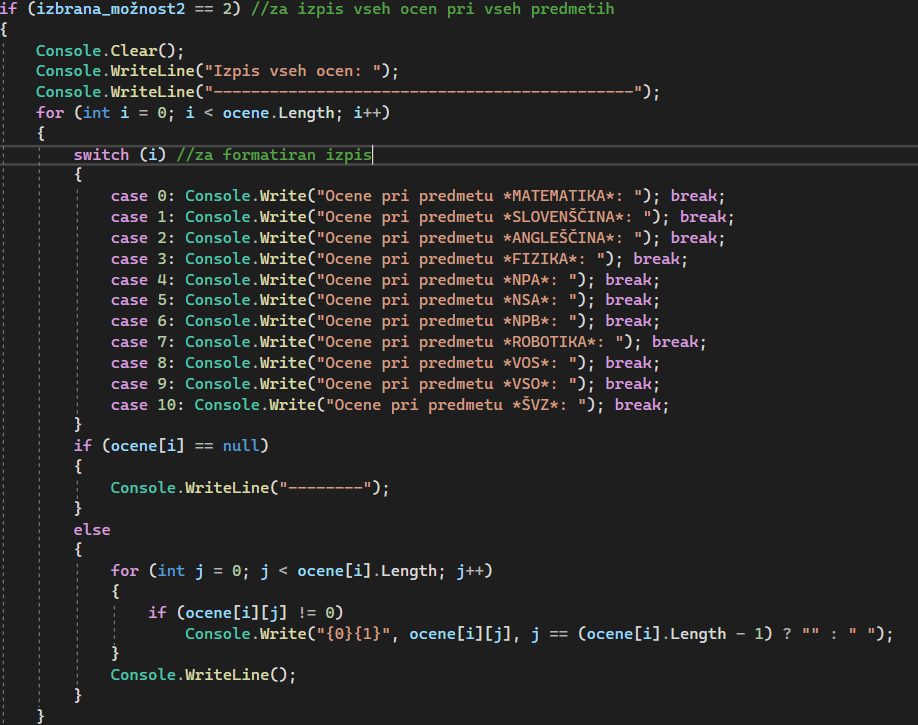 if (izbrana_možnost2 == 2) //za izpis vseh ocen pri vseh predmetih
{
    Console.Clear();
    Console.WriteLine("Izpis vseh ocen: ");
    Console.WriteLine("---------------------------------------------");
    for (int i = 0; i < ocene.Length; i++)
    {
        switch (i) //za formatiran izpis
        {
            case 0: Console.Write("Ocene pri predmetu *MATEMATIKA*: "); break;
            case 1: Console.Write("Ocene pri predmetu *SLOVENŠČINA*: "); break;
            case 2: Console.Write("Ocene pri predmetu *ANGLEŠČINA*: "); break;
            case 3: Console.Write("Ocene pri predmetu *FIZIKA*: "); break;
            case 4: Console.Write("Ocene pri predmetu *NPA*: "); break;
            case 5: Console.Write("Ocene pri predmetu *NSA*: "); break;
            case 6: Console.Write("Ocene pri predmetu *NPB*: "); break;
            case 7: Console.Write("Ocene pri predmetu *ROBOTIKA*: "); break;
            case 8: Console.Write("Ocene pri predmetu *VOS*: "); break;
            case 9: Console.Write("Ocene pri predmetu *VSO*: "); break;
            case 10: Console.Write("Ocene pri predmetu *ŠVZ*: "); break;
        }
        if (ocene[i] == null)
        {
            Console.WriteLine("--------");
        }
        else
        {
            for (int j = 0; j < ocene[i].Length; j++)
            {
                if (ocene[i][j] != 0)
                    Console.Write("{0}{1}", ocene[i][j], j == (ocene[i].Length - 1) ? "" : " ");
            }
            Console.WriteLine();
        }
    }